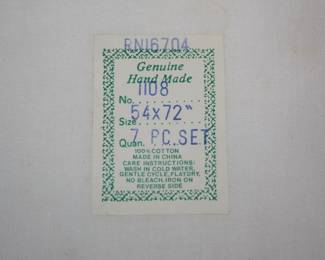 RN16704
Genuine
Hand Made
No. 1108
Size 54x72"
Quan. 7 PC. SET
100% COTTON
MADE IN CHINA
CARE INSTRUCTIONS:
WASH IN COLD WATER,
GENTLE CYCLE, FLAYDRY,
NO BLEACH, IRON ON
REVERSE SIDE